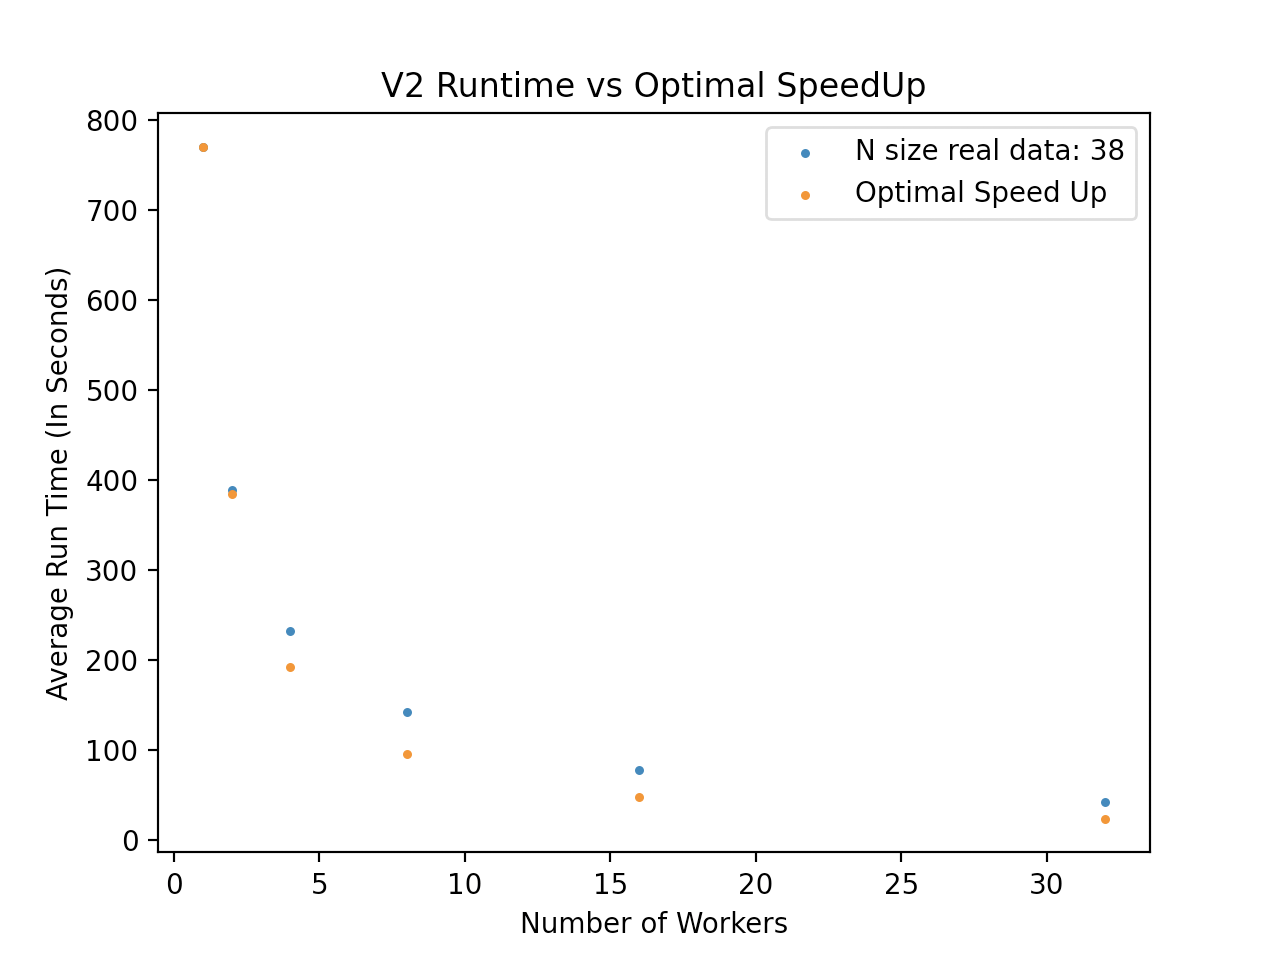 V2 Runtime vs Optimal SpeedUp
N size real data: 38
Optimal Speed Up
Average Run Time (In Seconds)
800
700
600
500
400
300
200
100
0
0 5 10 15 20 25 30
Number of Workers